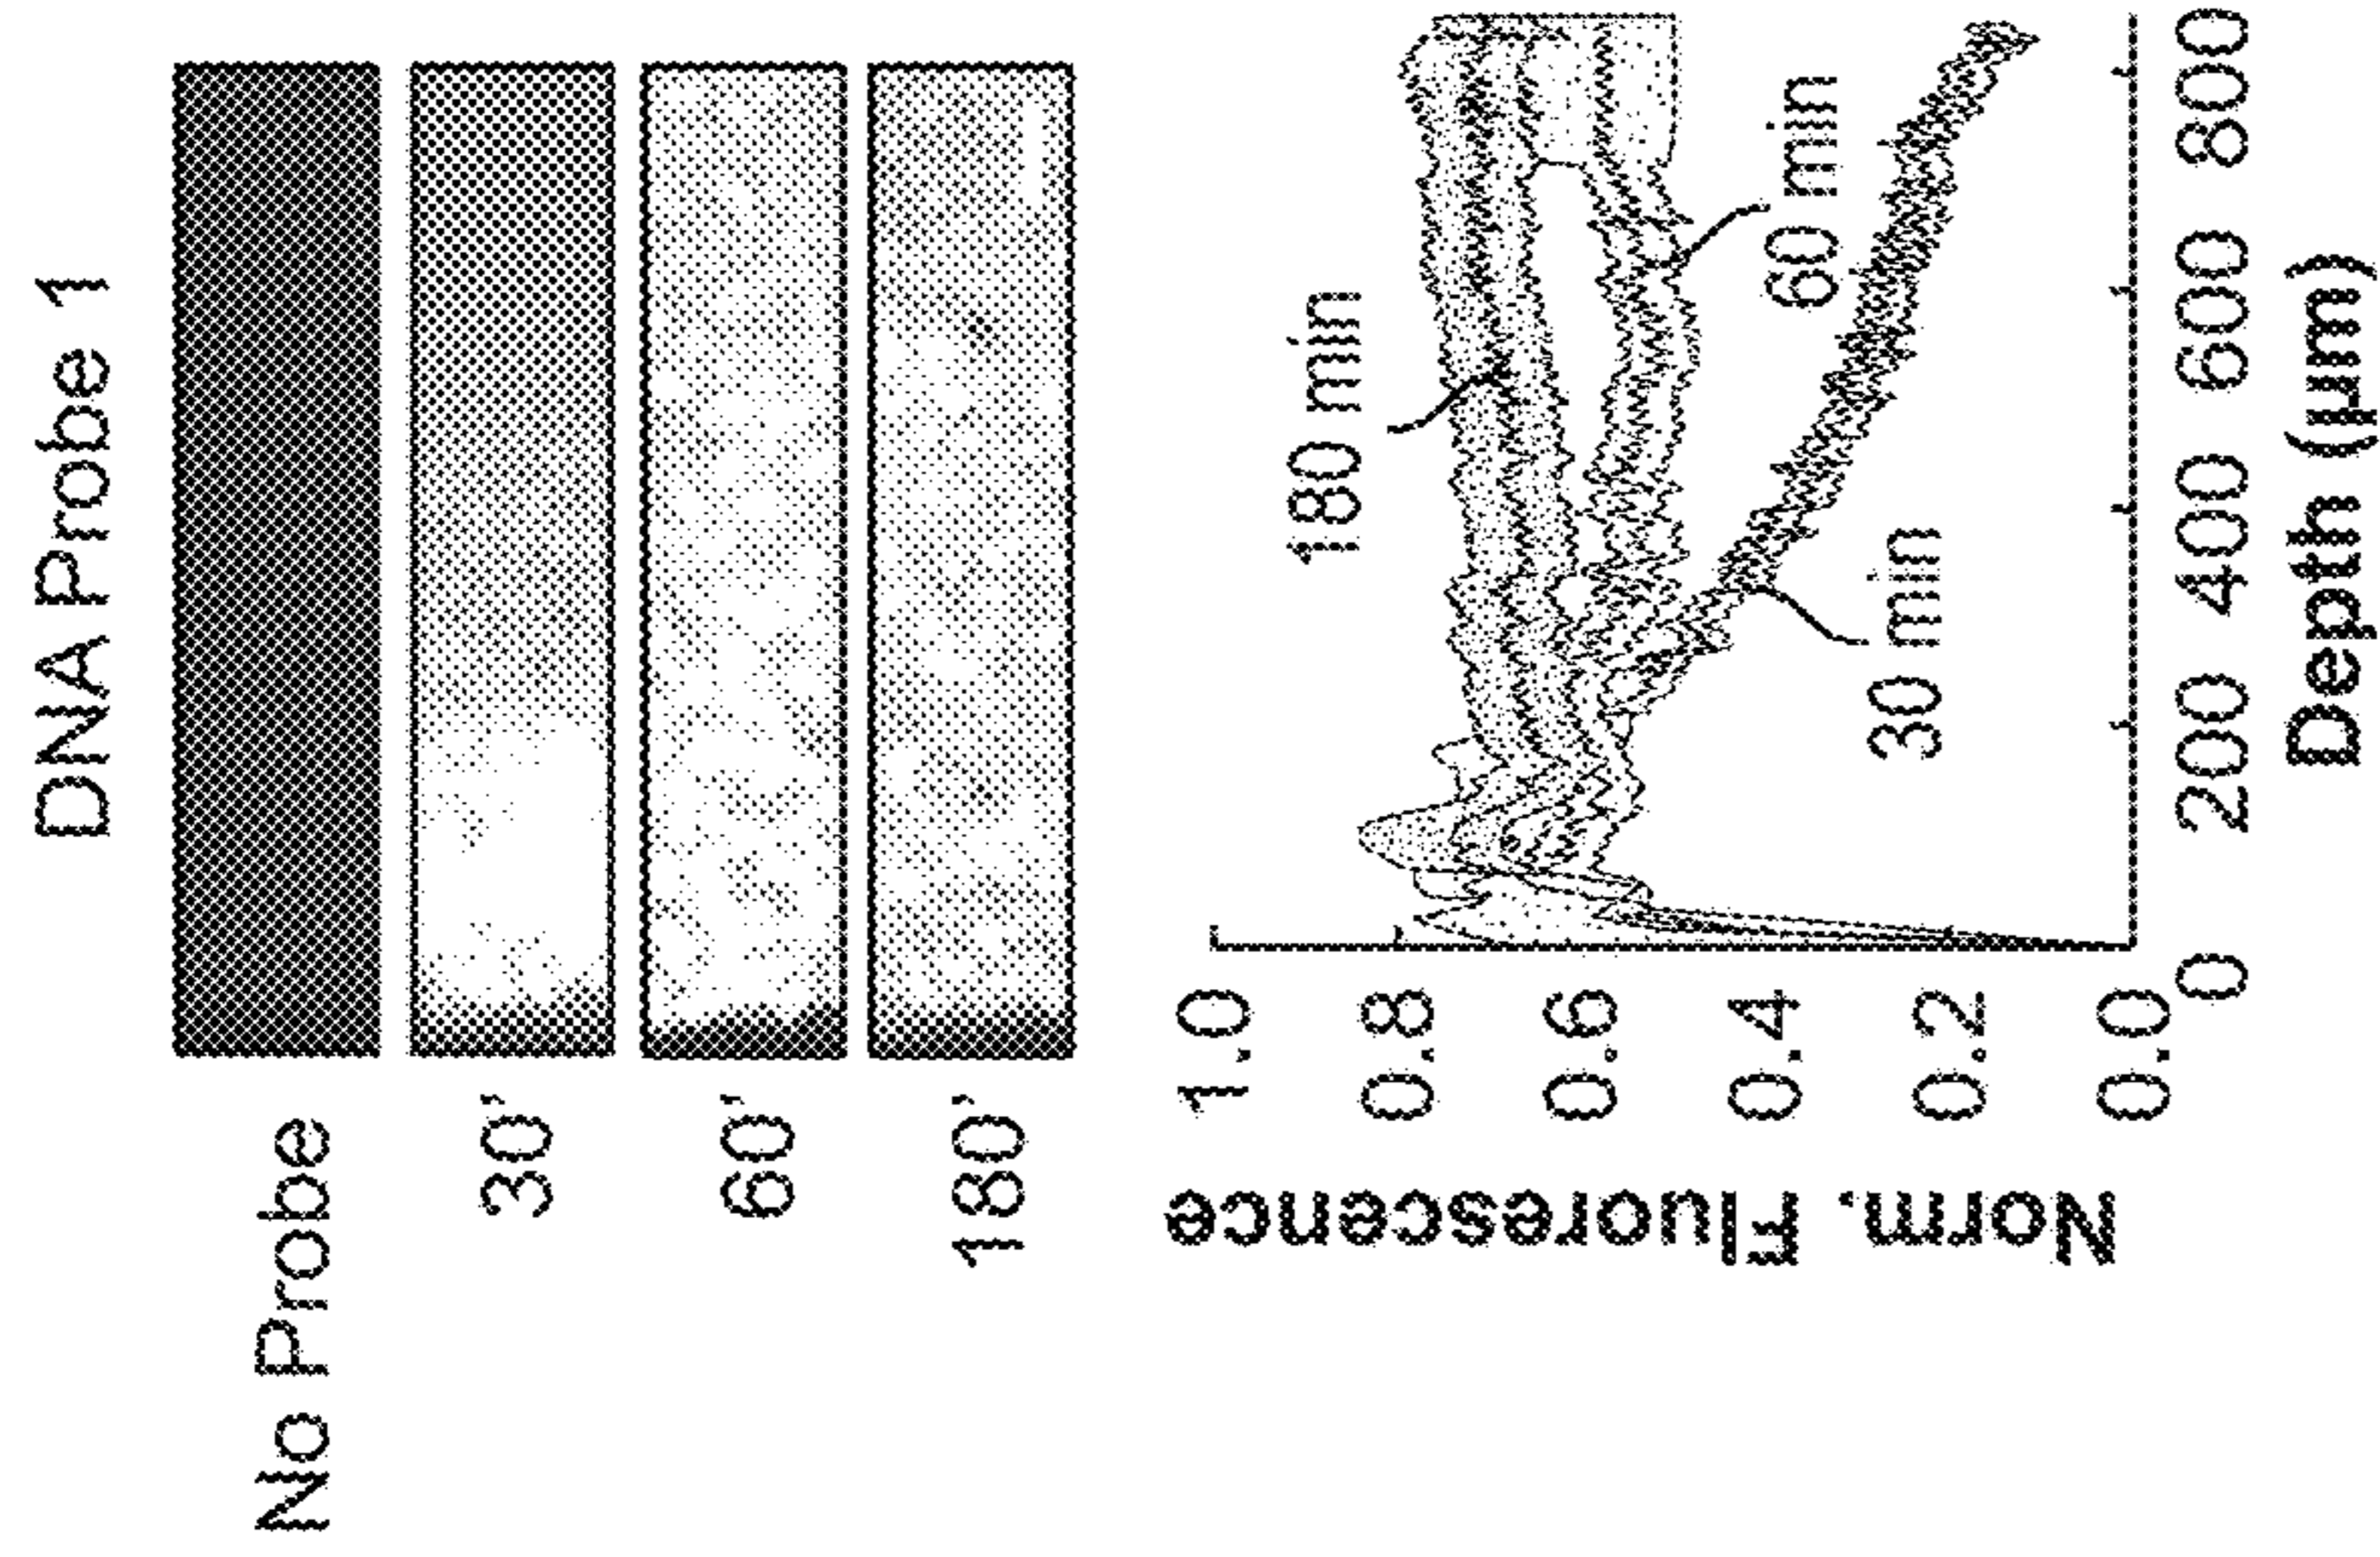 DNA Probe 1
No Probe
30'
60'
180'
Norm. Fluorescence
1.0
0.8
0.6
0.4
0.2
0.0
180 min
60 min
30 min
0 200 400 600 800
Depth (µm)